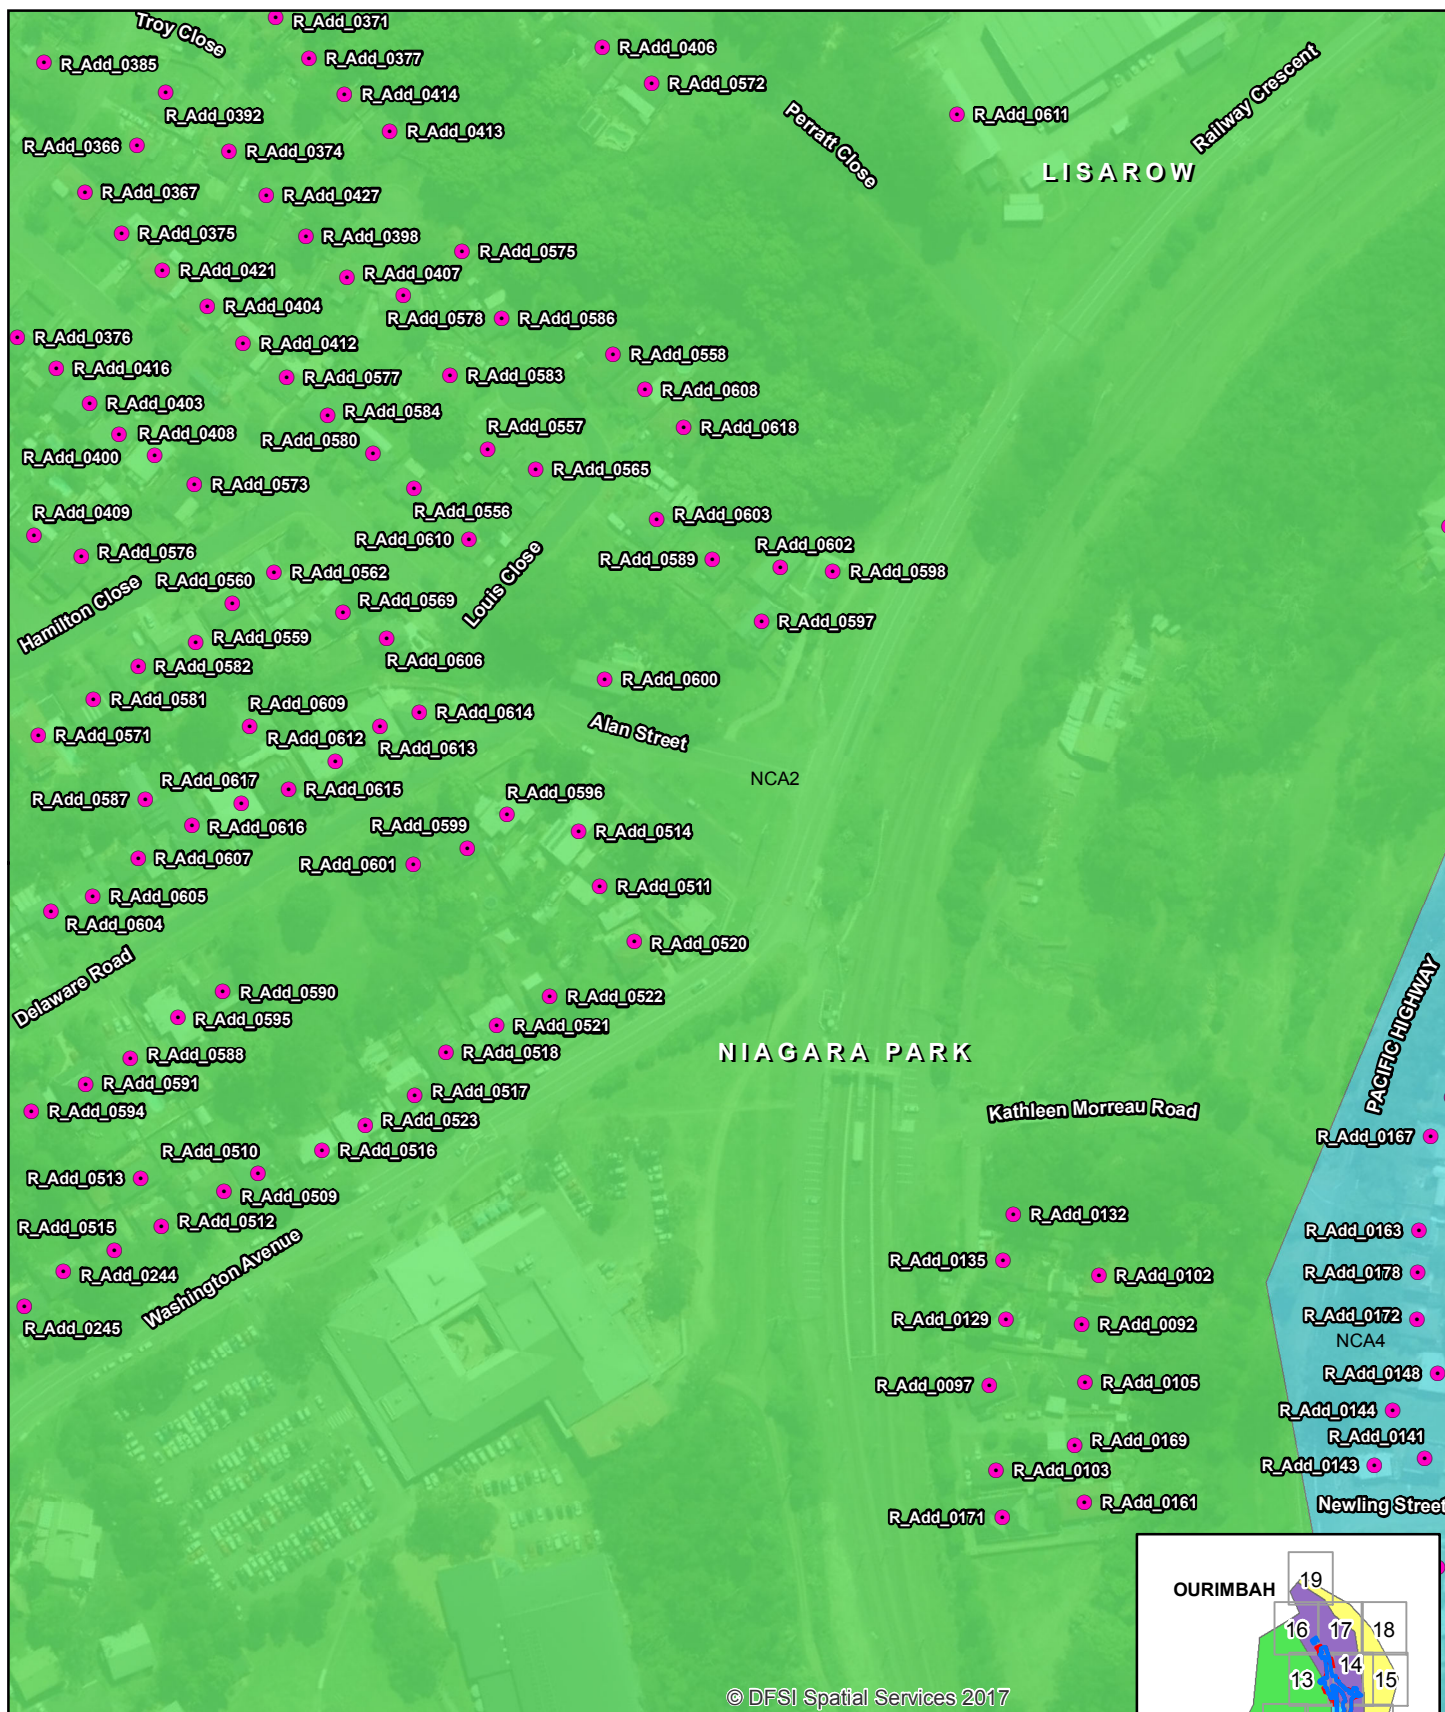 R_Add_0371
Troy Close
R_Add_0406
R_Add_0377
R_Add_0385
R_Add_0572
R_Add_0414
R_Add_0392
R_Add_0611
Railway Crescent
R_Add_0413
Perratt Close
R_Add_0366
R_Add_0374
LISAROW
R_Add_0367
R_Add_0427
R_Add_0375
R_Add_0398
R_Add_0575
R_Add_0421
R_Add_0407
R_Add_0404
R_Add_0578
R_Add_0586
R_Add_0376
R_Add_0412
R_Add_0558
R_Add_0416
R_Add_0577
R_Add_0583
R_Add_0608
R_Add_0403
R_Add_0584
R_Add_0557
R_Add_0618
R_Add_0408
R_Add_0580
R_Add_0400
R_Add_0565
R_Add_0573
R_Add_0409
R_Add_0556
R_Add_0603
R_Add_0610
R_Add_0602
R_Add_0576
R_Add_0589
R_Add_0560
R_Add_0562
R_Add_0598
Louis Close
Hamilton Close
R_Add_0569
R_Add_0597
R_Add_0559
R_Add_0582
R_Add_0606
R_Add_0600
R_Add_0581
R_Add_0609
R_Add_0614
R_Add_0571
R_Add_0612
R_Add_0613
Alan Street
NCA2
R_Add_0617
R_Add_0587
R_Add_0615
R_Add_0596
R_Add_0616
R_Add_0599
R_Add_0514
R_Add_0607
R_Add_0601
R_Add_0511
R_Add_0605
R_Add_0604
R_Add_0520
Delaware Road
R_Add_0590
R_Add_0522
R_Add_0595
R_Add_0521
PACIFIC HIGHWAY
R_Add_0588
R_Add_0518
NIAGARA PARK
R_Add_0591
R_Add_0517
R_Add_0594
Kathleen Morreau Road
R_Add_0523
R_Add_0167
R_Add_0510
R_Add_0516
R_Add_0513
R_Add_0509
R_Add_0132
R_Add_0515
R_Add_0512
R_Add_0163
R_Add_0135
R_Add_0244
R_Add_0102
R_Add_0178
Washington Avenue
R_Add_0245
R_Add_0129
R_Add_0092
R_Add_0172
NCA4
R_Add_0148
R_Add_0097
R_Add_0105
R_Add_0144
R_Add_0141
R_Add_0169
R_Add_0143
R_Add_0103
R_Add_0161
Newling Street
R_Add_0171
19
OURIMBAH
16
17
18
14
13
15
© DFSI Spatial Services 2017